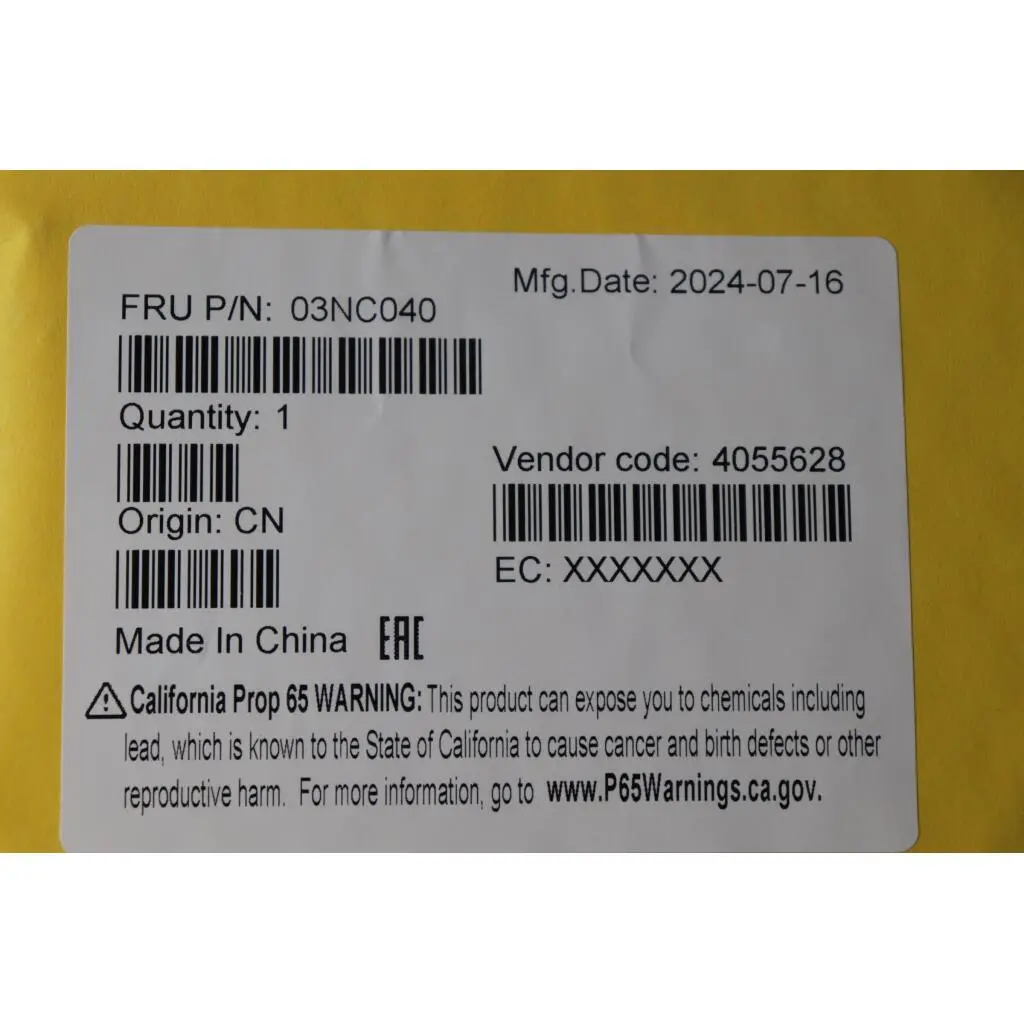 Mfg.Date: 2024-07-16
FRU P/N: 03NC040
Quantity: 1
Vendor code: 4055628
Origin: CN
EC: XXXXXXX
Made In China EAC
California Prop 65 WARNING: This product can expose you to chemicals including
lead, which is known to the State of California to cause cancer and birth defects or other
reproductive harm. For more information, go to www.P65Warnings.ca.gov.